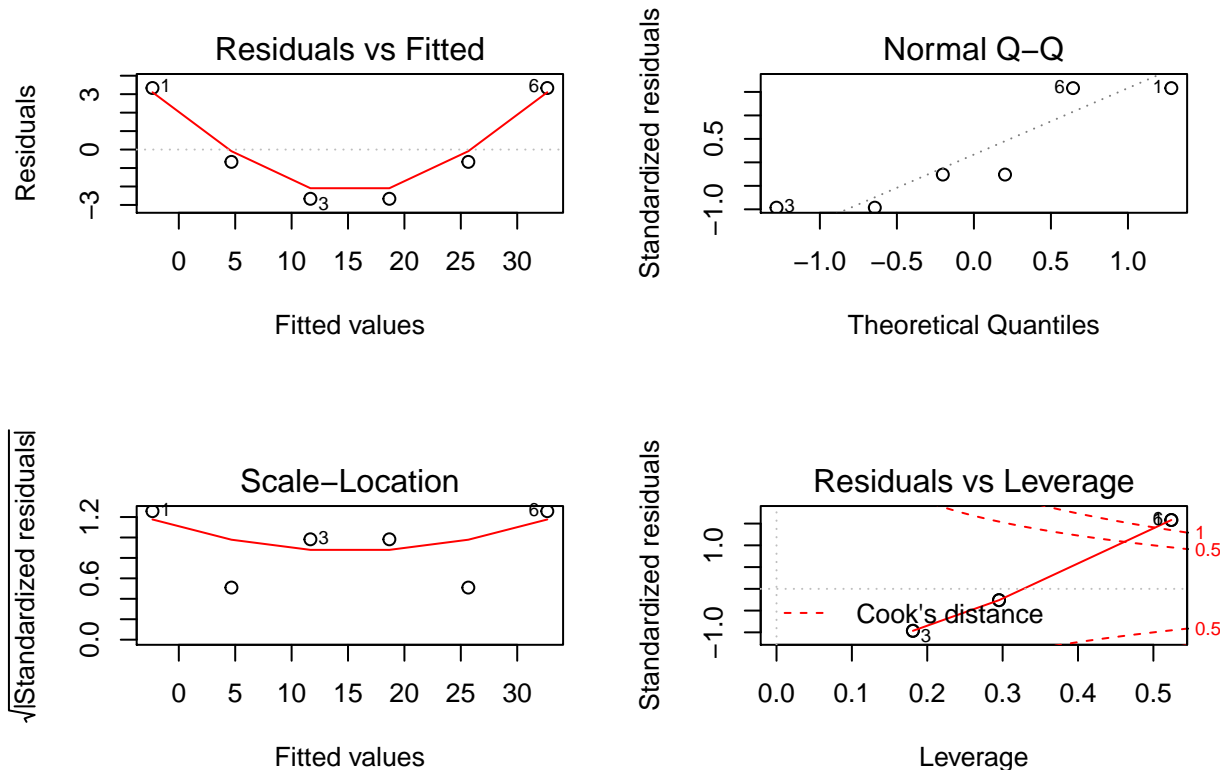 Residuals vs Fitted
Residuals
3
0
−3
1
3
6
0 5 10 15 20 25 30
Fitted values
Normal Q−Q
Standardized residuals
0.5
−1.0
6
1
3
−1.0 −0.5 0.0 0.5 1.0
Theoretical Quantiles
Scale−Location
√|Standardized residuals|
1.2
0.6
0.0
1
3
6
0 5 10 15 20 25 30
Fitted values
Residuals vs Leverage
Standardized residuals
1.0
−1.0
6
1
0.5
Cook's distance
3
0.5
0.0 0.1 0.2 0.3 0.4 0.5
Leverage